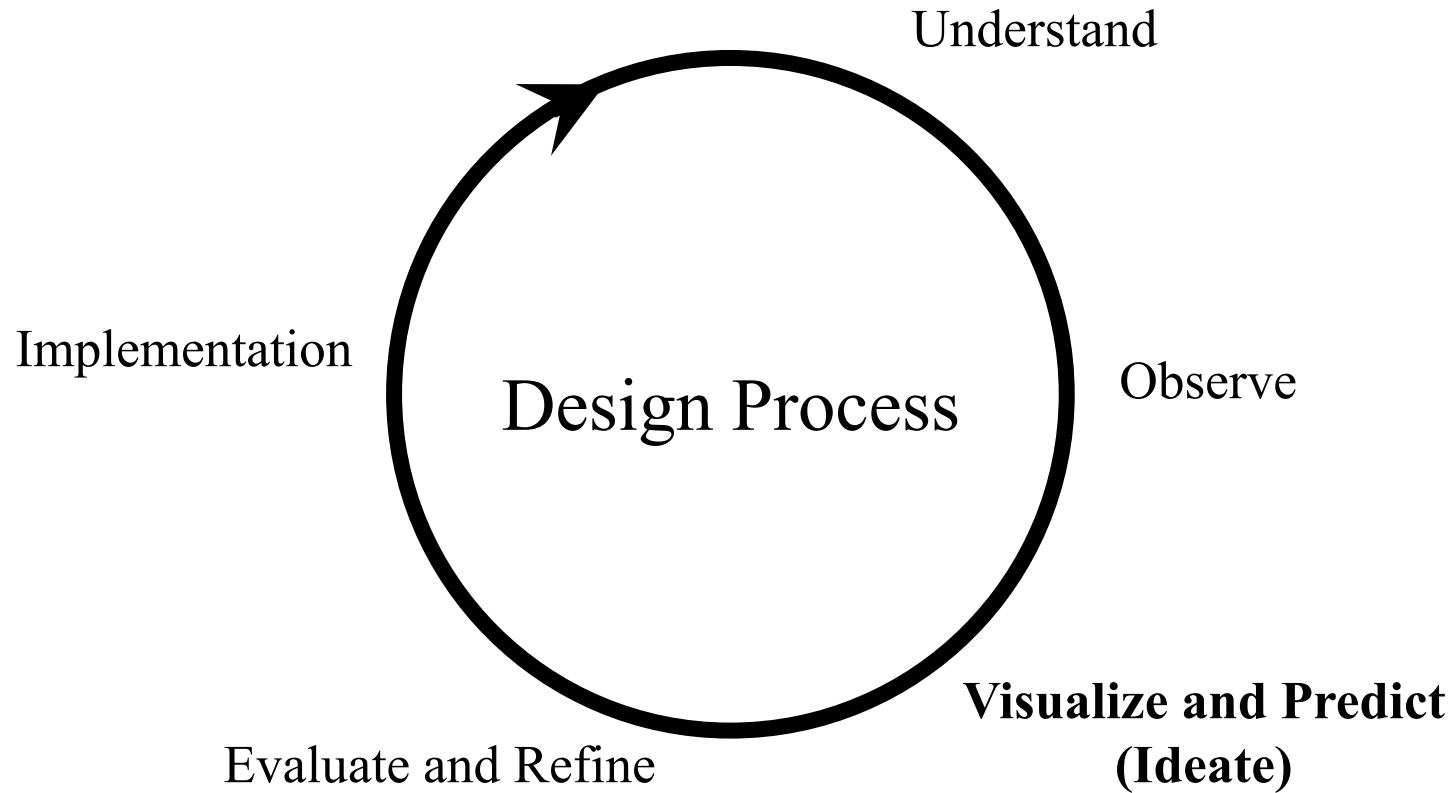 Understand
Implementation
Observe
Design Process
Visualize and Predict
(Ideate)
Evaluate and Refine